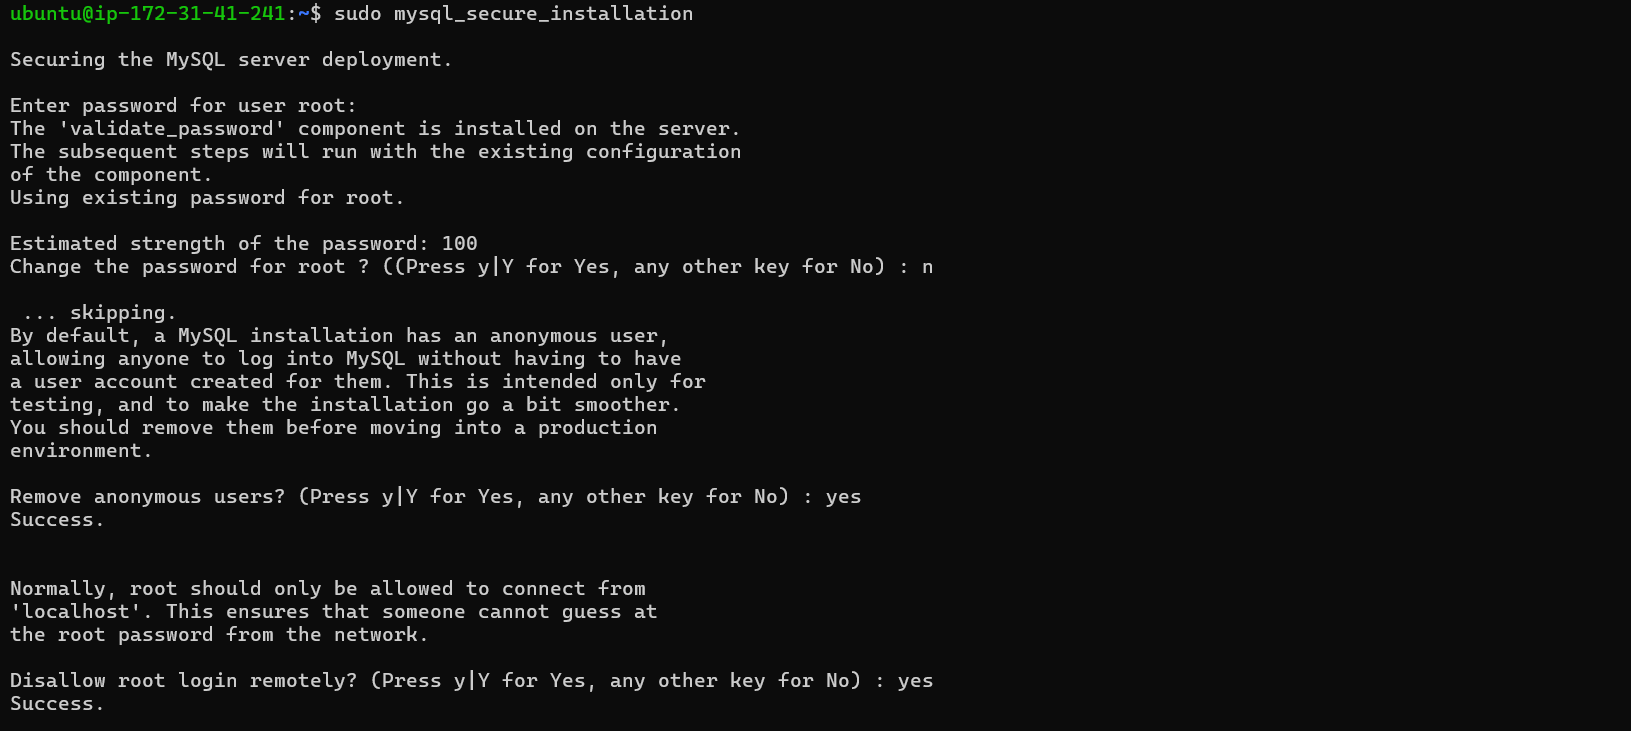 ubuntu@ip-172-31-41-241:~$ sudo mysql_secure_installation
Securing the MySQL server deployment.
Enter password for user root:
The 'validate_password' component is installed on the server.
The subsequent steps will run with the existing configuration
of the component.
Using existing password for root.
Estimated strength of the password: 100
Change the password for root ? ((Press y|Y for Yes, any other key for No) : n
 ... skipping.
By default, a MySQL installation has an anonymous user,
allowing anyone to log into MySQL without having to have
a user account created for them. This is intended only for
testing, and to make the installation go a bit smoother.
You should remove them before moving into a production
environment.
Remove anonymous users? (Press y|Y for Yes, any other key for No) : yes
Success.
Normally, root should only be allowed to connect from
'localhost'. This ensures that someone cannot guess at
the root password from the network.
Disallow root login remotely? (Press y|Y for Yes, any other key for No) : yes
Success.